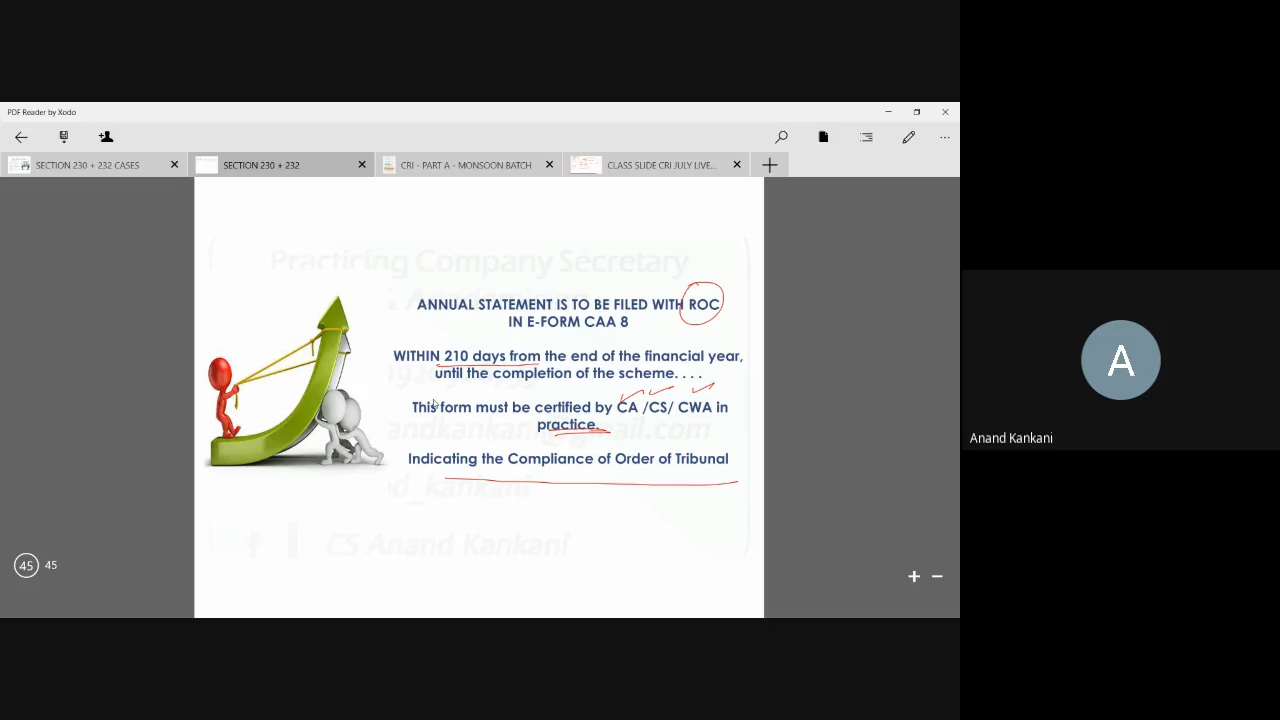 PDF Reader by Xodo
SECTION 230 + 232 CASES
SECTION 230 + 232
CRI - PART A - MONSOON BATCH
CLASS SLIDE CRI JULY LIVE...
Practicing Company Secretary
ANNUAL STATEMENT IS TO BE FILED WITH ROC
IN E-FORM CAA 8
WITHIN 210 days from the end of the financial year,
until the completion of the scheme. . . .
This form must be certified by CA /CS/ CWA in
practice.
Indicating the Compliance of Order of Tribunal
andkankani@gmail.com
d_kankani
CS Anand Kankani
45 45
A
Anand Kankani